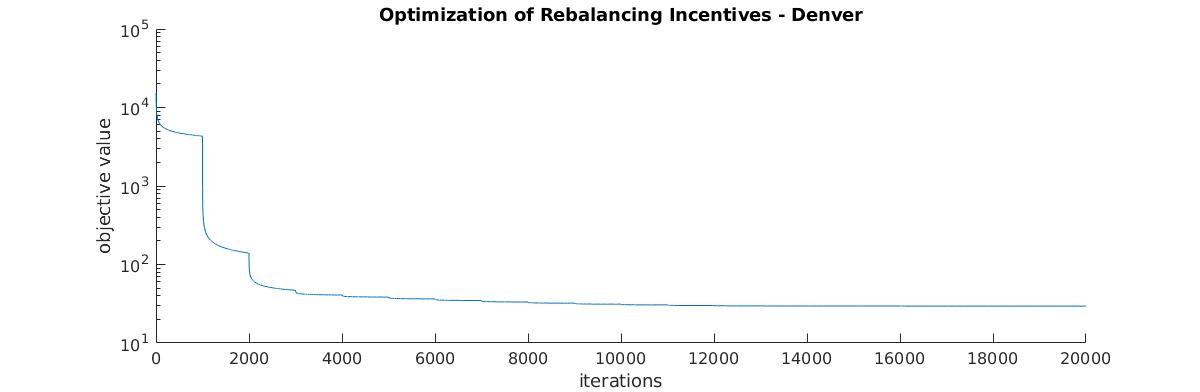 Optimization of Rebalancing Incentives - Denver
10^5
10^4
10^3
10^2
10^1
objective value
0 2000 4000 6000 8000 10000 12000 14000 16000 18000 20000
iterations